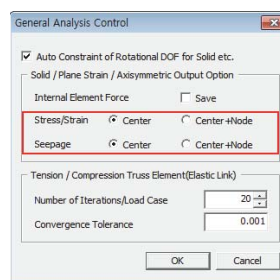 General Analysis Control
Auto Constraint of Rotational DOF for Solid etc.
Solid / Plane Strain / Axisymmetric Output Option
Internal Element Force Save
Stress/Strain Center Center+Node
Seepage Center Center+Node
Tension / Compression Truss Element(Elastic Link)
Number of Iterations/Load Case 20
Convergence Tolerance 0.001
OK Cancel